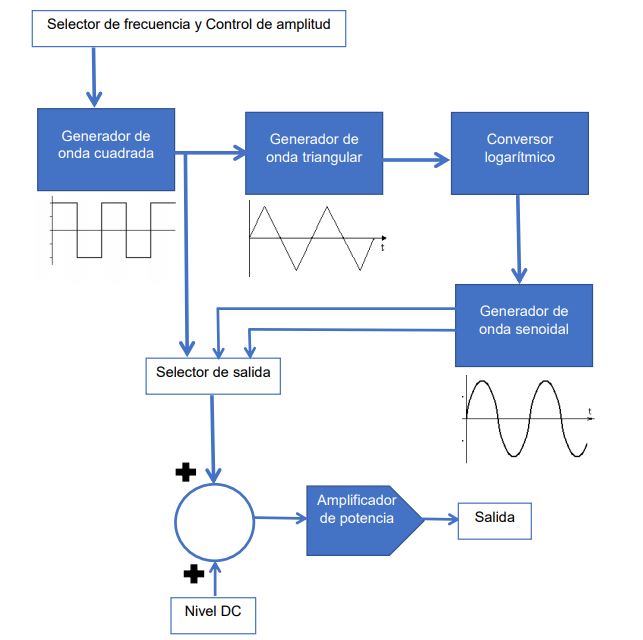 Selector de frecuencia y Control de amplitud
Generador de
onda cuadrada
Generador de
onda triangular
Conversor
logarítmico
t
Generador de
onda senoidal
Selector de salida
t
Amplificador
de potencia
Salida
Nivel DC